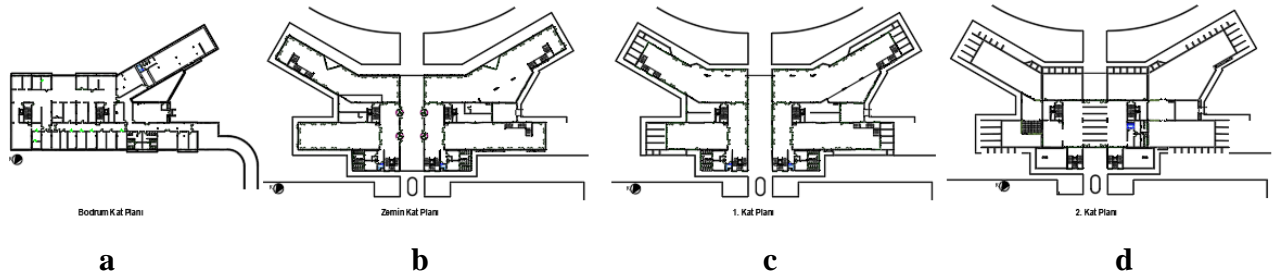 Bodrum Kat Planı
Zemin Kat Planı
1. Kat Planı
2. Kat Planı
a
b
c
d